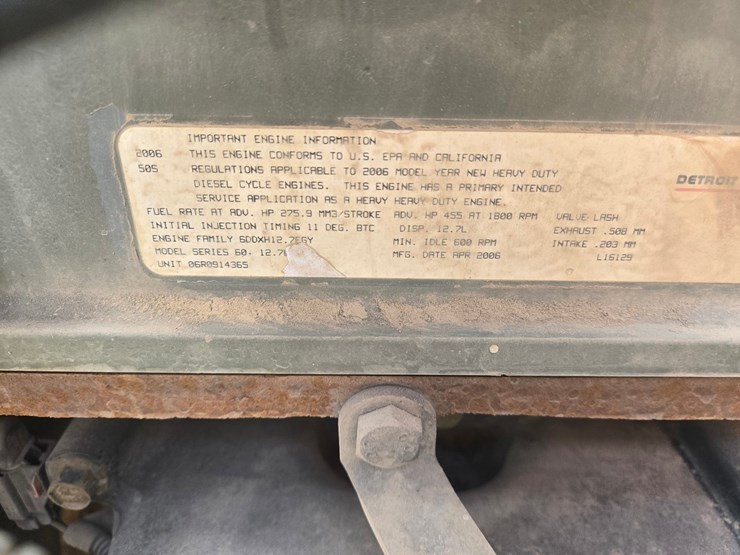 IMPORTANT ENGINE INFORMATION
2006 THIS ENGINE CONFORMS TO U.S. EPA AND CALIFORNIA
50S REGULATIONS APPLICABLE TO 2006 MODEL YEAR NEW HEAVY DUTY
DIESEL CYCLE ENGINES. THIS ENGINE HAS A PRIMARY INTENDED
SERVICE APPLICATION AS A HEAVY HEAVY DUTY ENGINE.
DETROIT
FUEL RATE AT ADV. HP 275.9 MM3/STROKE ADV. HP 455 AT 1800 RPM VALVE LASH
INITIAL INJECTION TIMING 11 DEG. BTC DISP. 12.7L EXHAUST .508 MM
ENGINE FAMILY 6DDXH12.7EGY MIN. IDLE 600 RPM INTAKE .203 MM
MODEL SERIES 60, 12.7L MFG. DATE APR 2006 L16129
UNIT 06R0914365